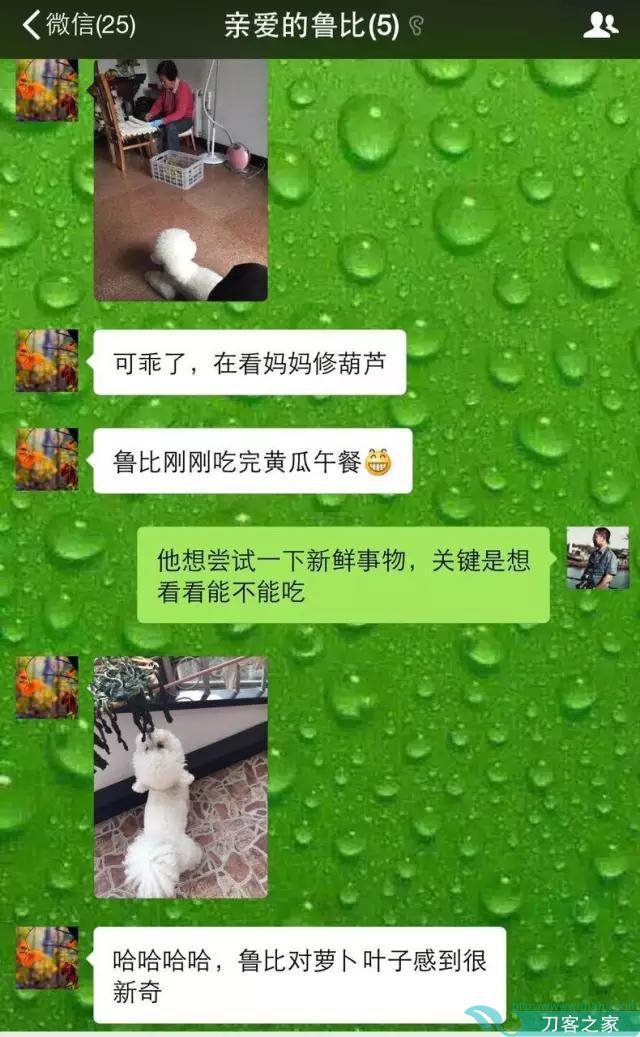 微信(25)
亲爱的鲁比(5)
可乖了，在看妈妈修葫芦
鲁比刚刚吃完黄瓜午餐😁
他想尝试一下新鲜事物，关键是想
看看能不能吃
哈哈哈哈，鲁比对萝卜叶子感到很
新奇
刀客之家